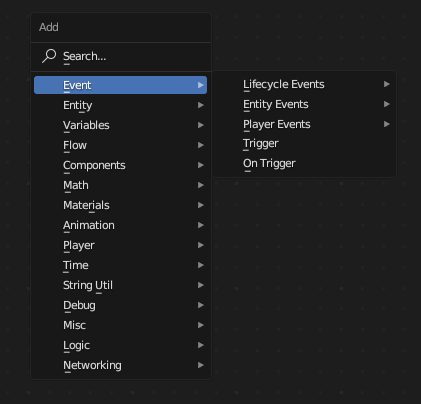 Add
Search...
Event
Entity
Variables
Flow
Components
Math
Materials
Animation
Player
Time
String Util
Debug
Misc
Logic
Networking
Lifecycle Events
Entity Events
Player Events
Trigger
On Trigger